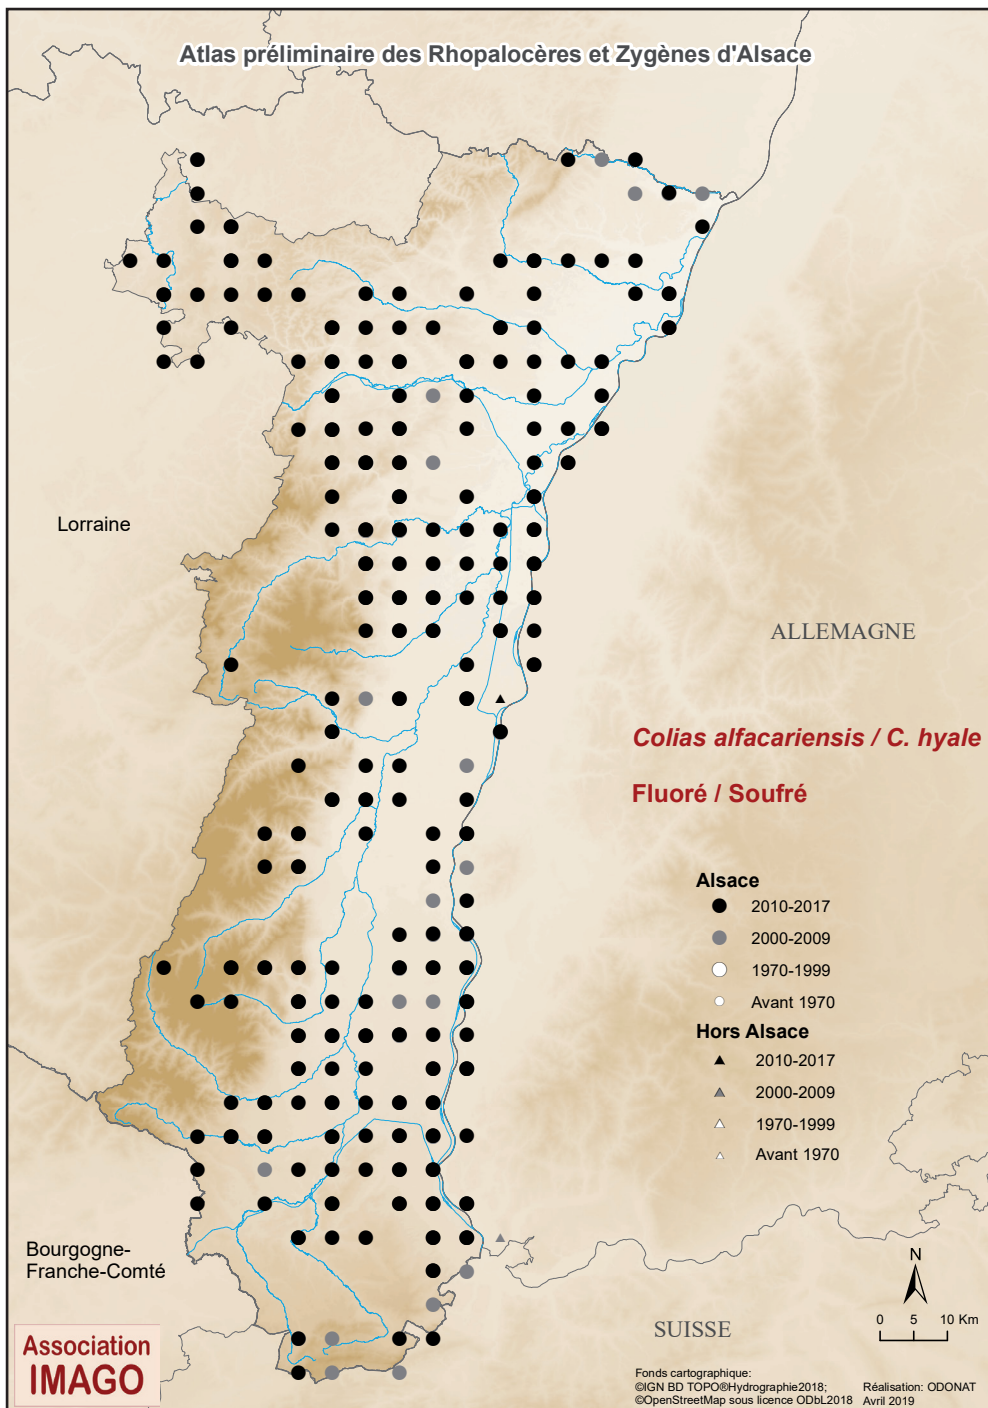 Atlas préliminaire des Rhopalocères et Zygènes d'Alsace
Lorraine
ALLEMAGNE
Colias alfacariensis / C. hyale
Fluoré / Soufré
Alsace
2010-2017
2000-2009
1970-1999
Avant 1970
Hors Alsace
2010-2017
2000-2009
1970-1999
Avant 1970
Bourgogne-
Franche-Comté
N
0 5 10 Km
SUISSE
Association
IMAGO
Fonds cartographique:
©IGN BD TOPO®Hydrographie2018;
©OpenStreetMap sous licence ODbL2018
Réalisation: ODONAT
Avril 2019